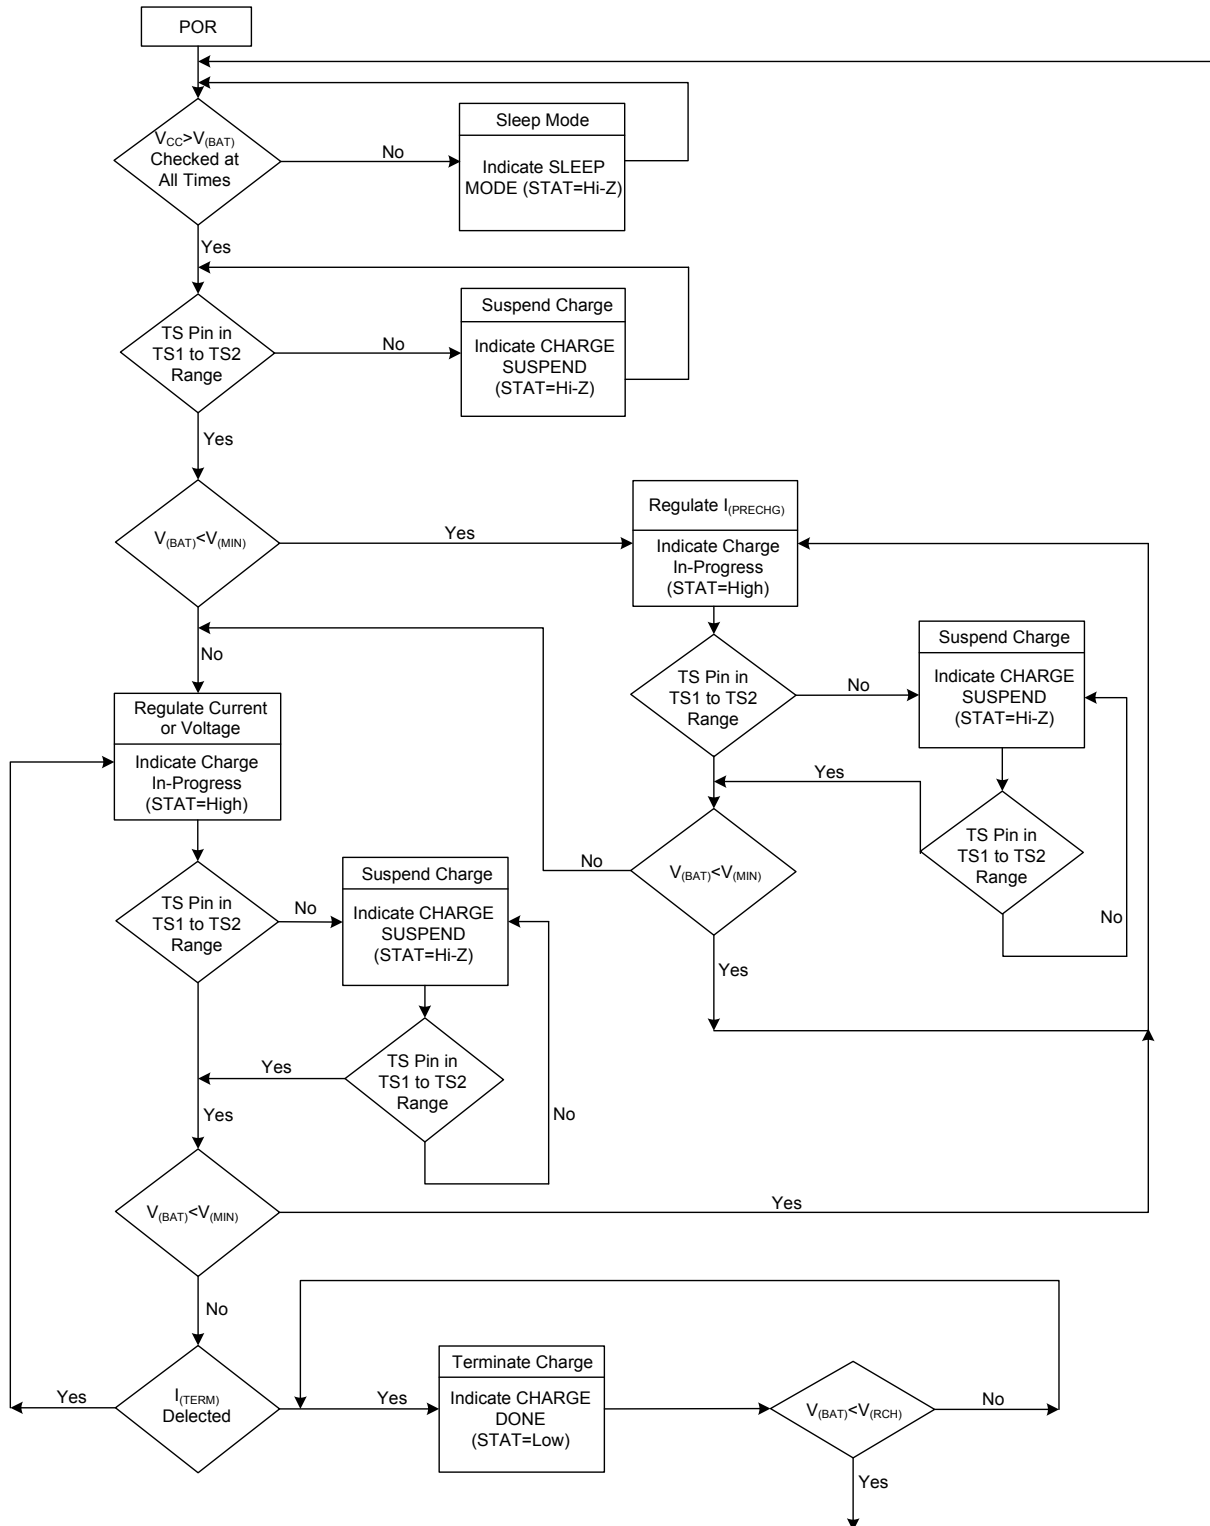 POR
V(CC)>V(BAT)
Checked at
All Times
No
Sleep Mode
Indicate SLEEP
MODE (STAT=Hi-Z)
Yes
TS Pin in
TS1 to TS2
Range
No
Suspend Charge
Indicate CHARGE
SUSPEND
(STAT=Hi-Z)
Yes
V(BAT)<V(MIN)
Yes
Regulate I(PRECHG)
Indicate Charge
In-Progress
(STAT=High)
No
TS Pin in
TS1 to TS2
Range
No
Suspend Charge
Indicate CHARGE
SUSPEND
(STAT=Hi-Z)
Yes
TS Pin in
TS1 to TS2
Range
No
V(BAT)<V(MIN)
No
Yes
Regulate Current
or Voltage
Indicate Charge
In-Progress
(STAT=High)
TS Pin in
TS1 to TS2
Range
No
Suspend Charge
Indicate CHARGE
SUSPEND
(STAT=Hi-Z)
Yes
TS Pin in
TS1 to TS2
Range
No
Yes
V(BAT)<V(MIN)
Yes
No
I(TERM)
Delected
Yes
Yes
Terminate Charge
Indicate CHARGE
DONE
(STAT=Low)
V(BAT)<V(RCH)
No
Yes